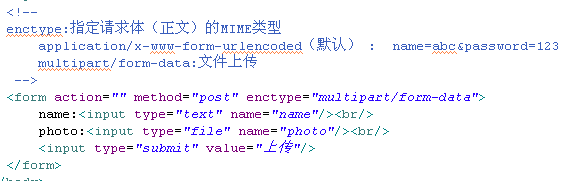 <!--
enctype:指定请求体（正文）的MIME类型
application/x-www-form-urlencoded（默认）： name=abc&password=123
multipart/form-data:文件上传
-->
<form action="" method="post" enctype="multipart/form-data">
name:<input type="text" name="name"/><br/>
photo:<input type="file" name="photo"/><br/>
<input type="submit" value="上传"/>
</form>